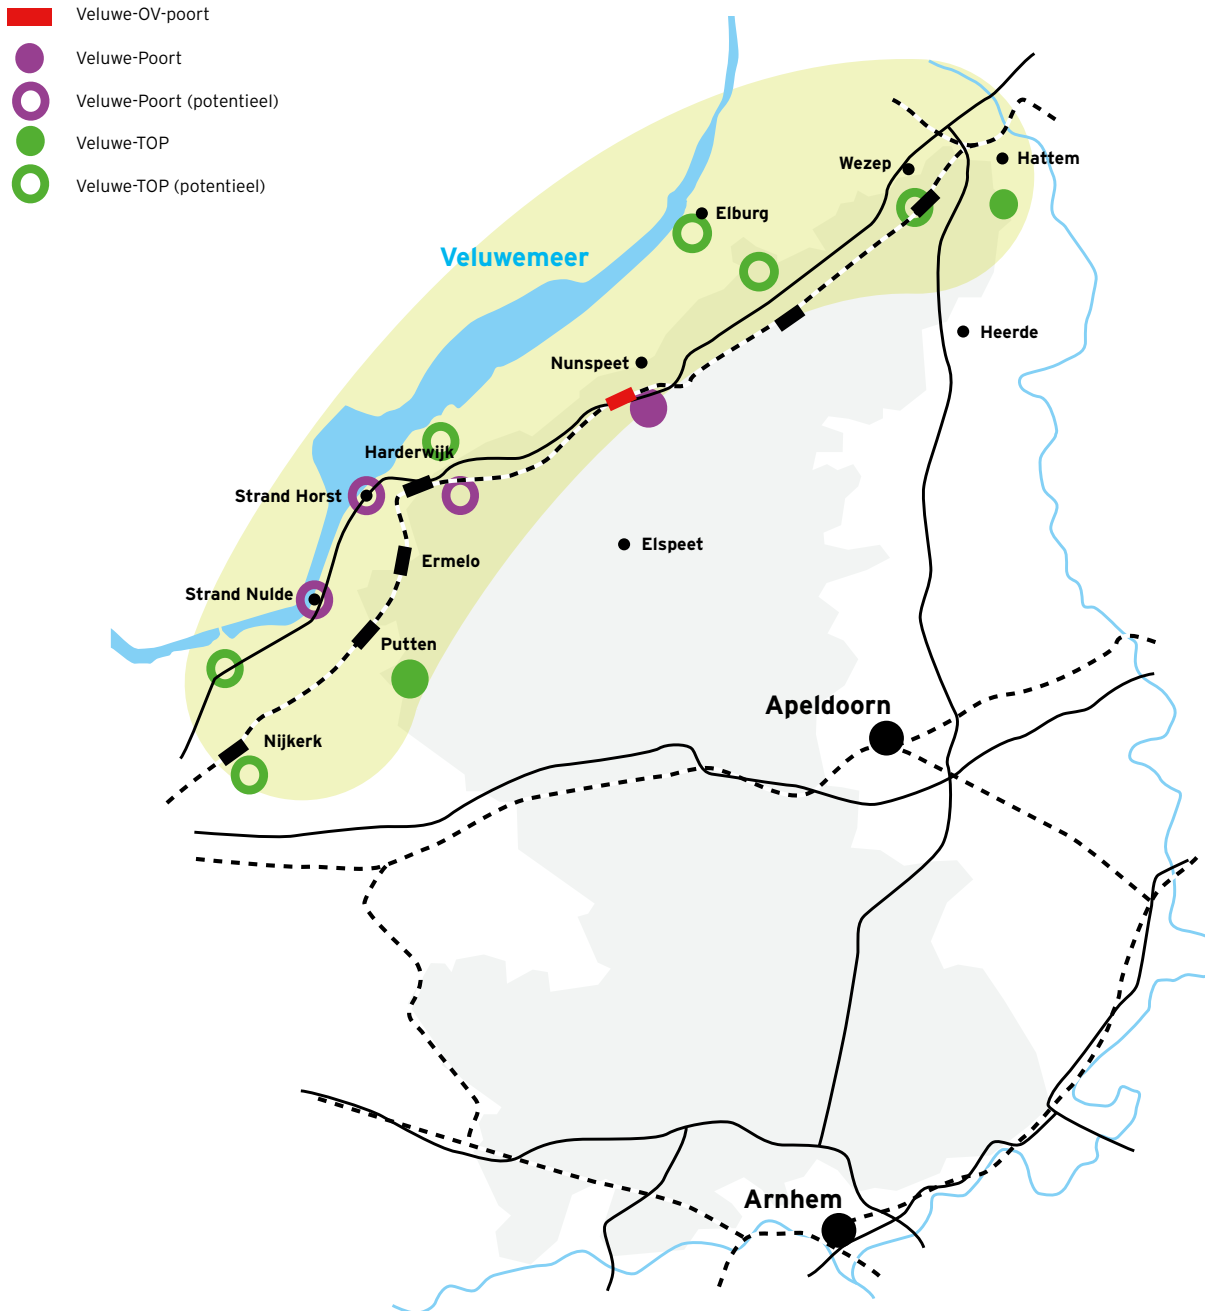 Veluwe-OV-poort
Veluwe-Poort
Veluwe-Poort (potentieel)
Veluwe-TOP
Veluwe-TOP (potentieel)
Wezep
Hattem
Elburg
Veluwemeer
Heerde
Nunspeet
Harderwijk
Strand Horst
Elspeet
Ermelo
Strand Nulde
Putten
Apeldoorn
Nijkerk
Arnhem